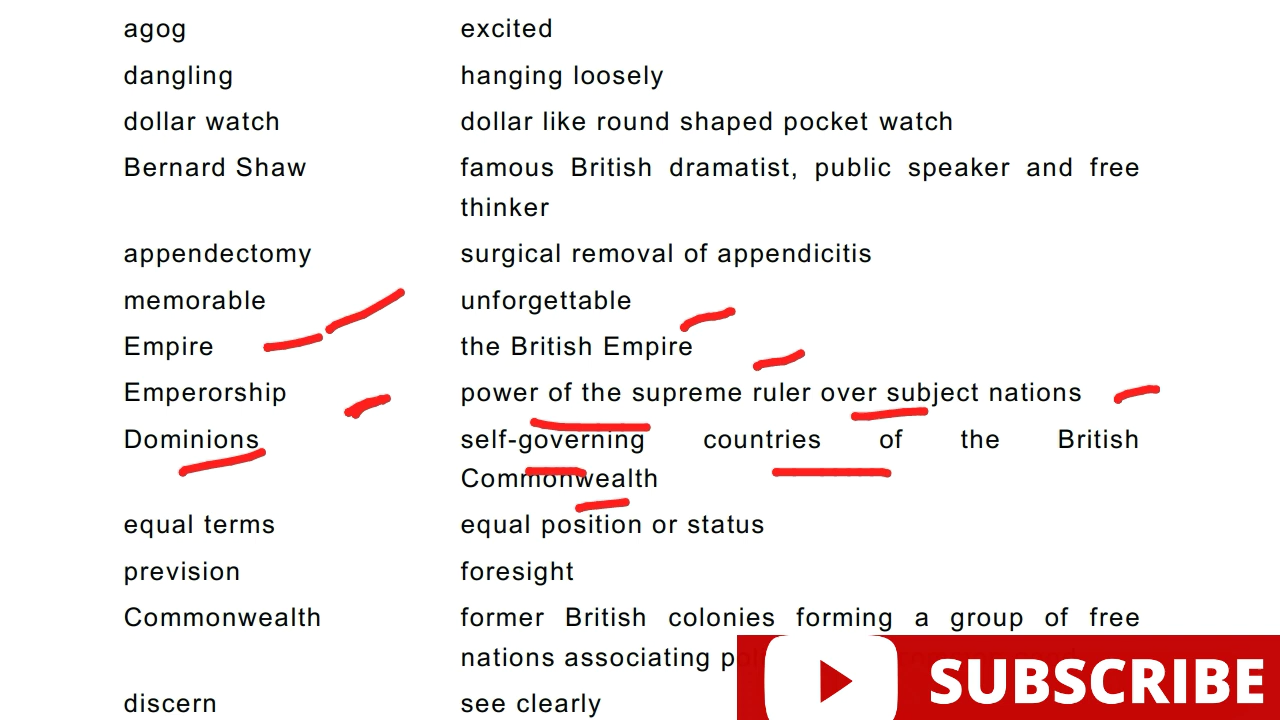 agog excited
dangling hanging loosely
dollar watch dollar like round shaped pocket watch
Bernard Shaw famous British dramatist, public speaker and free
thinker
appendectomy surgical removal of appendicitis
memorable unforgettable
Empire the British Empire
Emperorship power of the supreme ruler over subject nations
Dominions self-governing countries of the British
Commonwealth
equal terms equal position or status
prevision foresight
Commonwealth former British colonies forming a group of free
nations associating
SUBSCRIBE
discern see clearly